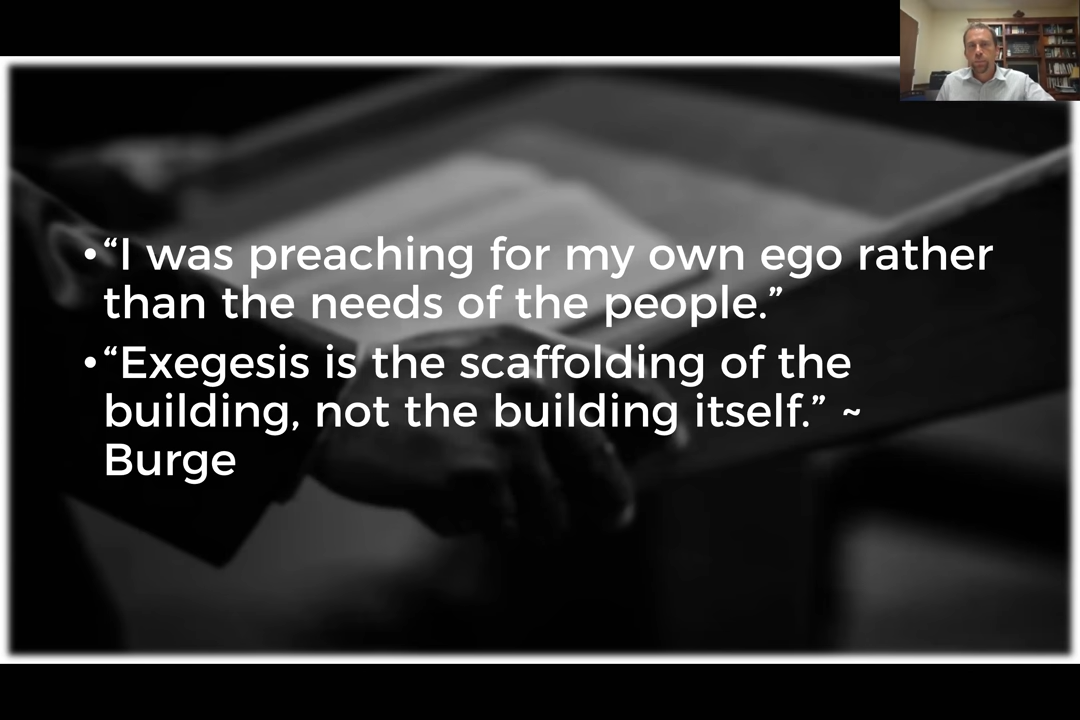 • “I was preaching for my own ego rather
than the needs of the people.”
• “Exegesis is the scaffolding of the
building, not the building itself.” ~
Burge